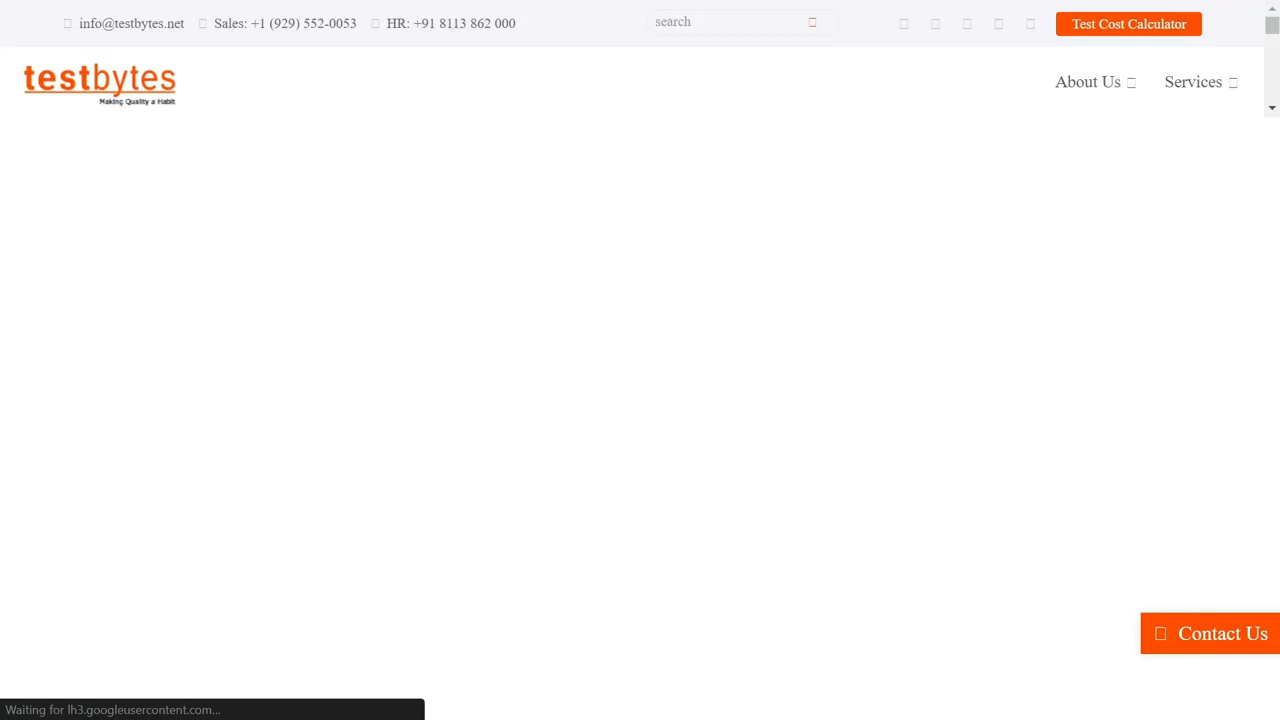 info@testbytes.net Sales: +1 (929) 552-0053 HR: +91 8113 862 000 search Test Cost Calculator
testbytes
Making Quality a Habit
About Us Services
Contact Us
Waiting for lh3.googleusercontent.com...